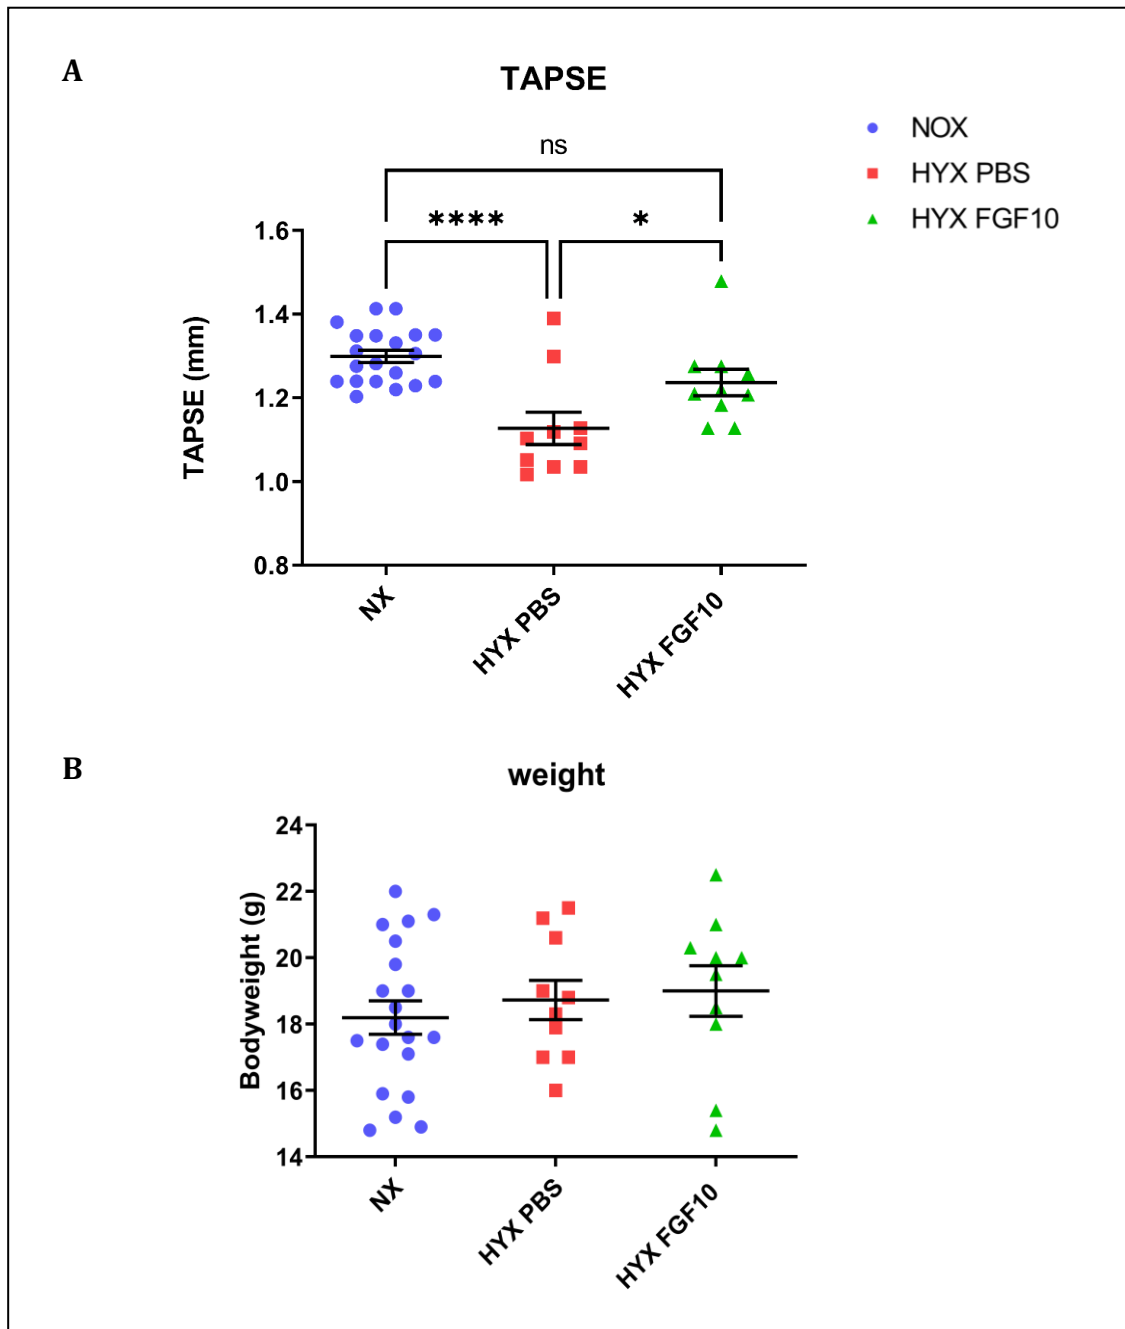 A
TAPSE
NOX
HYX PBS
HYX FGF10
ns
****
*
1.6
1.4
1.2
1.0
0.8
TAPSE (mm)
NX
HYX PBS
HYX FGF10
B
weight
24
22
20
18
16
14
Bodyweight (g)
NX
HYX PBS
HYX FGF10